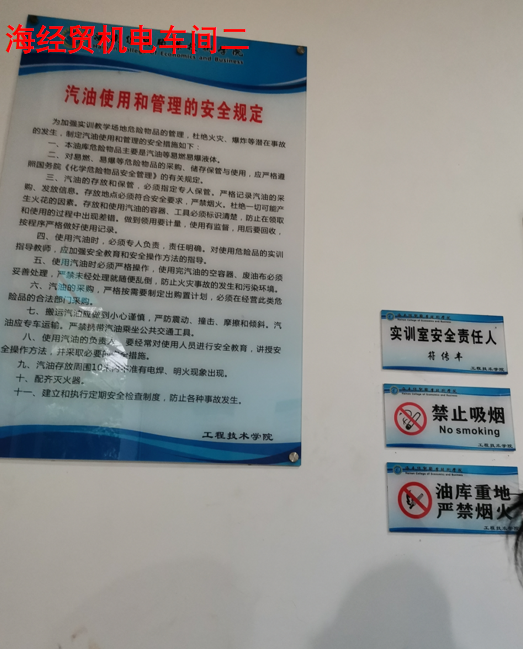 海经贸机电车间二
汽油使用和管理的安全规定
为加强实训教学场地危险物品的管理，杜绝火灾、爆炸等潜在事故
的发生，制定汽油使用和管理的安全措施如下：
一、本油库危险物品主要是汽油等易燃易爆液体。
二、对易燃、易爆等危险物品的采购、储存保管与使用，应严格遵
照国务院《化学危险物品安全管理》的有关规定。
三、汽油的存放和保管，必须指定专人保管。严格记录汽油的采
购、发放信息。存放地点必须符合安全要求，严禁烟火。杜绝一切可能产
生火花的因素。存放和使用汽油的容器、工具必须标识清楚，防止在领取
和使用的过程中出现差错。做到领用要计量，使用有监督，用后要回收，
按程序严格做好使用记录。
四、使用汽油时，必须专人负责，责任明确。对使用危险品的实训
指导教师，应加强安全教育和安全操作方法的指导。
五、使用汽油时必须严格操作，使用完汽油的空容器、废油布必须
妥善处理，严禁未经处理就随便乱倒，防止火灾事故的发生和污染环境。
六、汽油的采购，严格按需要制定出购置计划，必须在经营此类危
险品的合法部门采购。
七、搬运汽油应做到小心谨慎，严防震动、撞击、摩擦和倾斜。汽
油应专车运输。严禁携带汽油乘坐公共交通工具。
八、使用汽油的负责人，要经常对使用人员进行安全教育，讲授安
全操作方法，并采取必要的措施。
九、汽油存放周围10米内不准有电焊、明火现象出现。
十、配齐灭火器。
十一、建立和执行定期安全检查制度，防止各种事故发生。
工程技术学院
实训室安全责任人
工程技术学院
禁止吸烟
No smoking
工程技术学院
油库重地
严禁烟火
工程技术学院